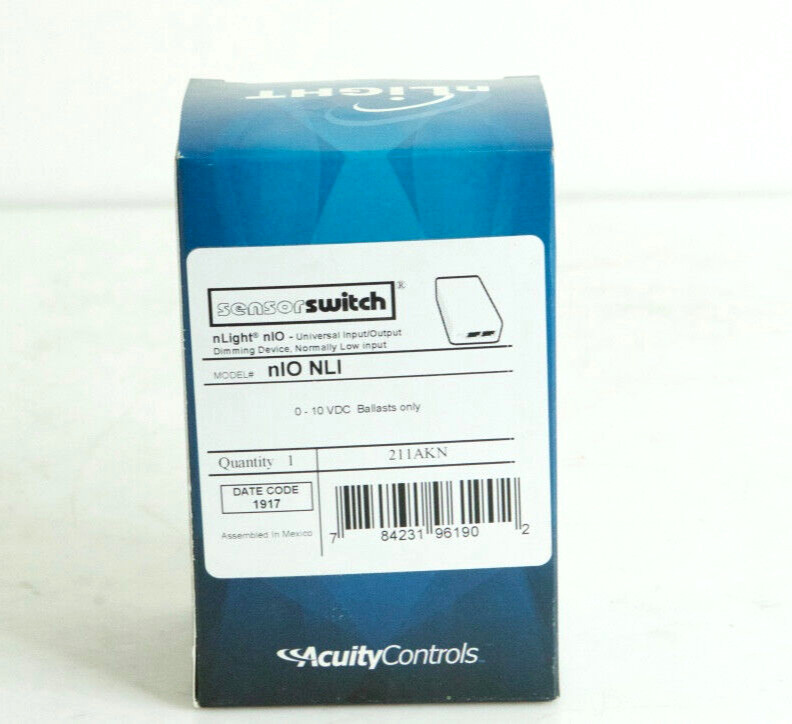 nLIGHT
sensorswitch®
nLight® nIO - Universal Input/Output
Dimming Device, Normally Low input
MODEL# nIO NLI
0 - 10 VDC Ballasts only
Quantity 1
211AKN
DATE CODE
1917
Assembled In Mexico
7 84231 96190 2
AcuityControls